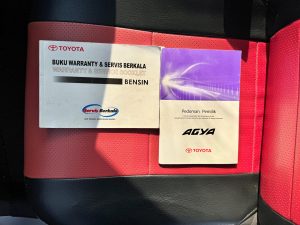 TOYOTA
BUKU WARRANTY & SERVIS BERKALA
WARRANTY & SERVICE BOOKLET
BENSIN
Servis Berkala
Pedoman Pemilik
AGYA
TOYOTA